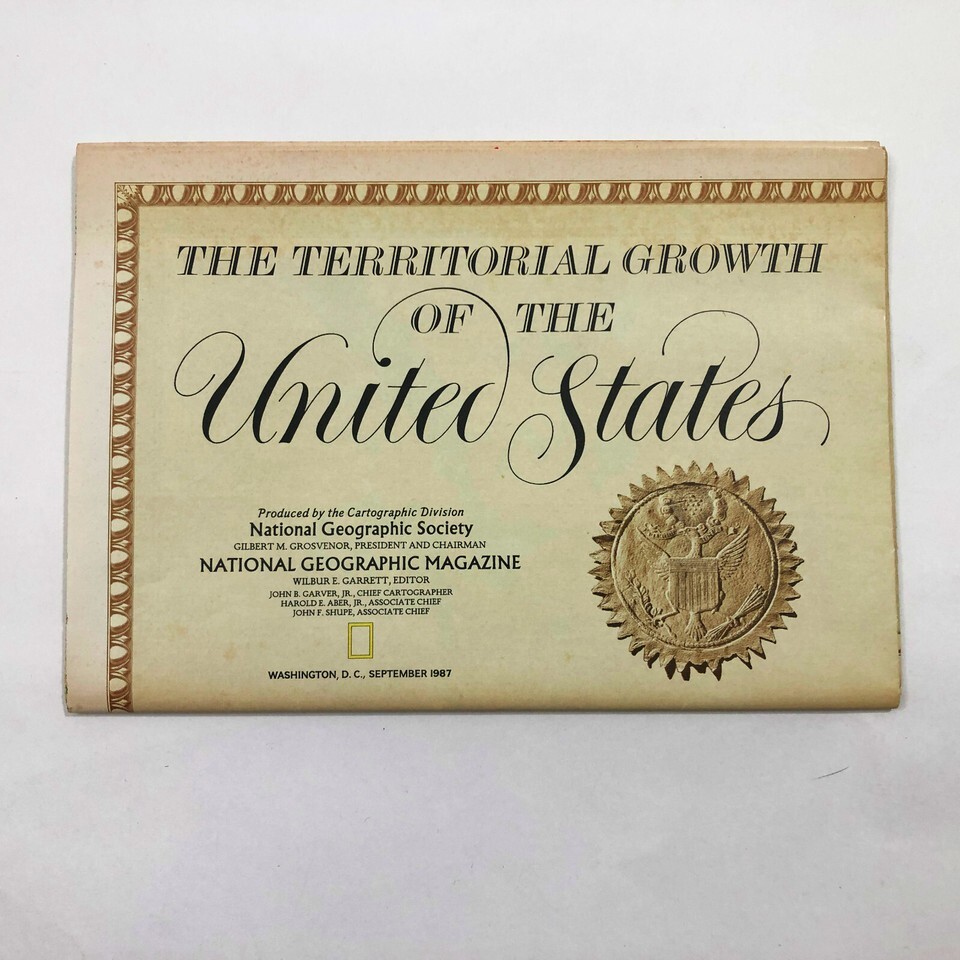 THE TERRITORIAL GROWTH
OF THE
United States
Produced by the Cartographic Division
National Geographic Society
GILBERT M. GROSVENOR, PRESIDENT AND CHAIRMAN
NATIONAL GEOGRAPHIC MAGAZINE
WILBUR E. GARRETT, EDITOR
JOHN B. GARVER, JR., CHIEF CARTOGRAPHER
HAROLD E. ABER, JR., ASSOCIATE CHIEF
JOHN F. SHUPE, ASSOCIATE CHIEF
WASHINGTON, D. C., SEPTEMBER 1987